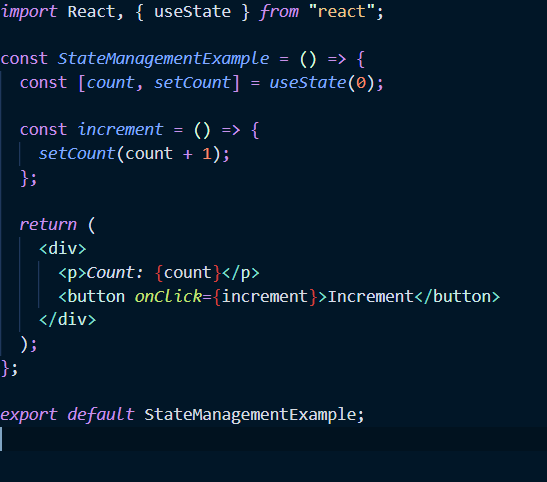 import React, { useState } from "react";
const StateManagementExample = () => {
const [count, setCount] = useState(0);
const increment = () => {
setCount(count + 1);
};
return (
<div>
<p>Count: {count}</p>
<button onClick={increment}>Increment</button>
</div>
);
};
export default StateManagementExample;